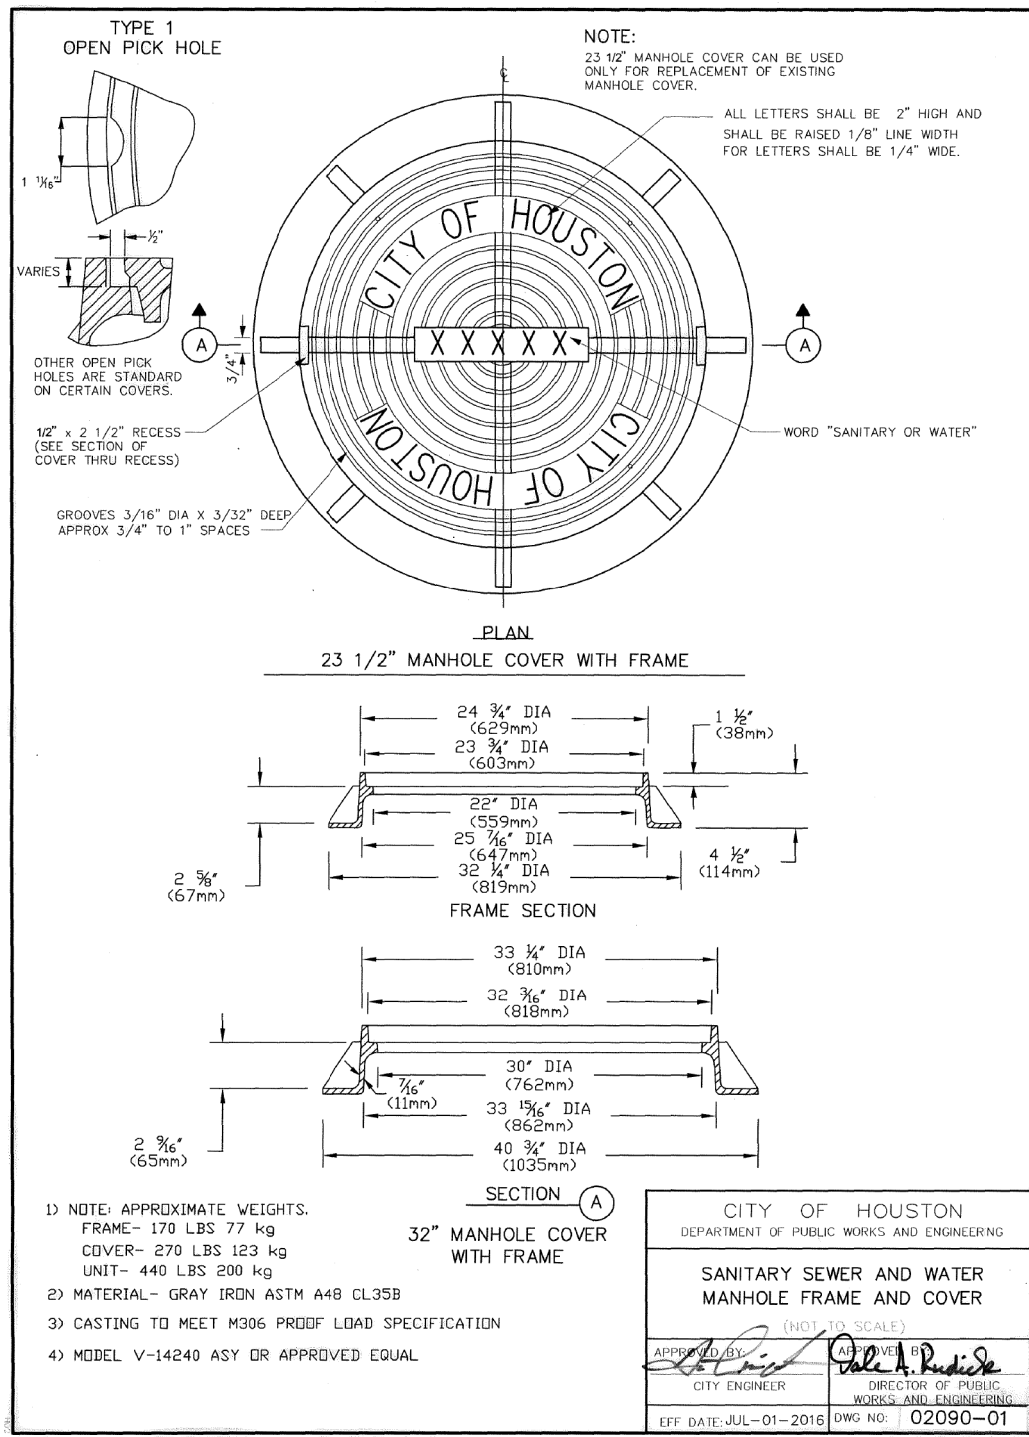 TYPE 1
OPEN PICK HOLE
NOTE:
23 1/2" MANHOLE COVER CAN BE USED
ONLY FOR REPLACEMENT OF EXISTING
MANHOLE COVER.
ALL LETTERS SHALL BE 2" HIGH AND
SHALL BE RAISED 1/8" LINE WIDTH
FOR LETTERS SHALL BE 1/4" WIDE.
1 11/16"
1/2"
VARIES
OTHER OPEN PICK
HOLES ARE STANDARD
ON CERTAIN COVERS.
A
3/4"
CITY OF HOUSTON
X X X X X
CITY OF HOUSTON
A
1/2" x 2 1/2" RECESS
(SEE SECTION OF
COVER THRU RECESS)
WORD "SANITARY OR WATER"
GROOVES 3/16" DIA X 3/32" DEEP
APPROX 3/4" TO 1" SPACES
PLAN
23 1/2" MANHOLE COVER WITH FRAME
24 3/4" DIA
(629mm)
23 3/4" DIA
(603mm)
1 1/2"
(38mm)
22" DIA
(559mm)
25 7/16" DIA
(647mm)
32 1/4" DIA
(819mm)
2 5/8"
(67mm)
4 1/2"
(114mm)
FRAME SECTION
33 1/4" DIA
(810mm)
32 3/16" DIA
(818mm)
30" DIA
(762mm)
7/16"
(11mm)
33 15/16" DIA
(862mm)
40 3/4" DIA
(1035mm)
2 9/16"
(65mm)
SECTION A
32" MANHOLE COVER
WITH FRAME
1) NOTE: APPROXIMATE WEIGHTS.
FRAME- 170 LBS 77 kg
COVER- 270 LBS 123 kg
UNIT- 440 LBS 200 kg
2) MATERIAL- GRAY IRON ASTM A48 CL35B
3) CASTING TO MEET M306 PROOF LOAD SPECIFICATION
4) MODEL V-14240 ASY OR APPROVED EQUAL
CITY OF HOUSTON
DEPARTMENT OF PUBLIC WORKS AND ENGINEERNG
SANITARY SEWER AND WATER
MANHOLE FRAME AND COVER
(NOT TO SCALE)
APPROVED BY:
CITY ENGINEER
APPROVED BY:
Dale A. Rudick
DIRECTOR OF PUBLIC
WORKS AND ENGINEERING
EFF DATE: JUL-01-2016
DWG NO: 02090-01